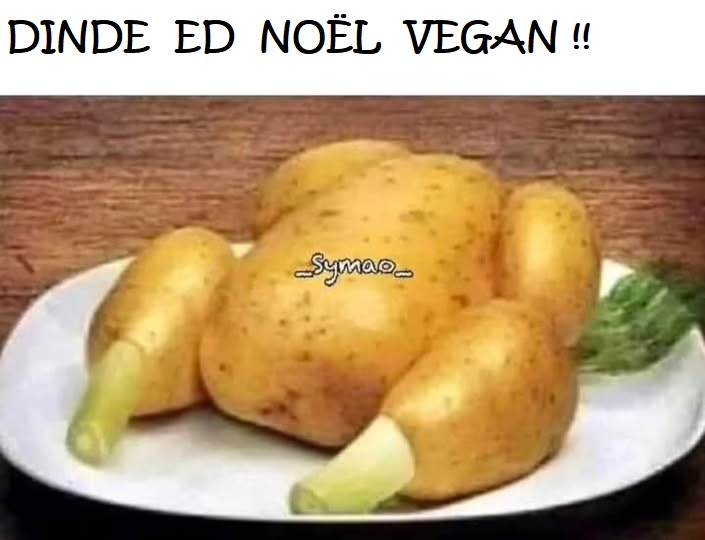 DINDE ED NOËL VEGAN !!
_Symao_